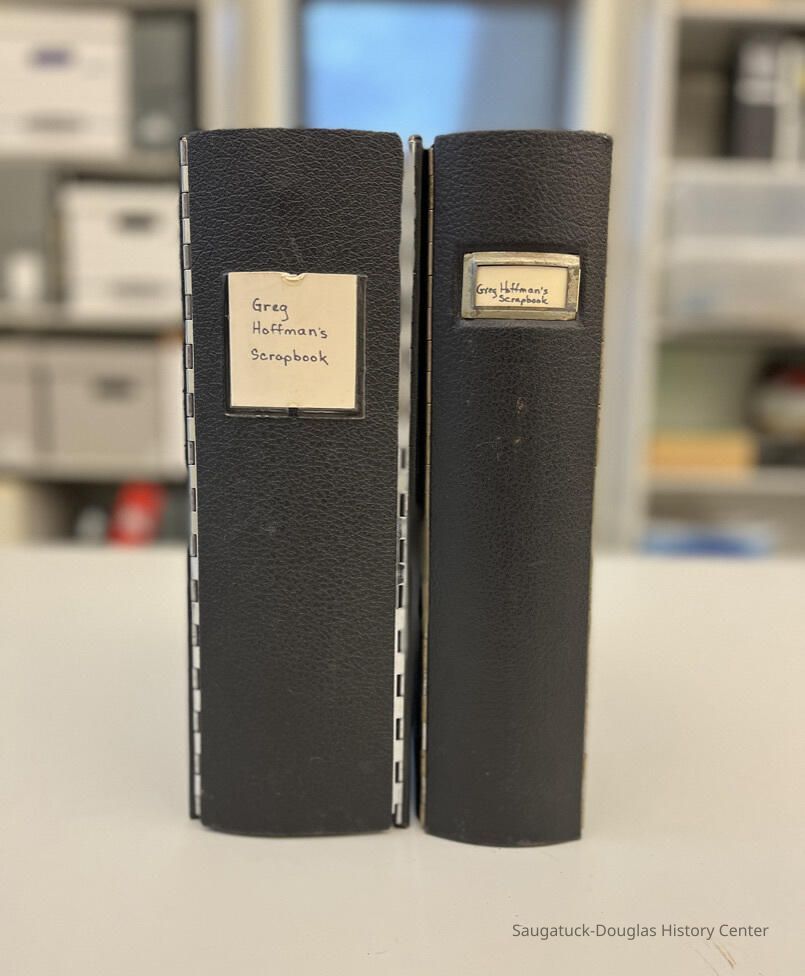 Greg
Hoffman's
Scrapbook
Greg Hoffman's
Scrapbook
Saugatuck-Douglas History Center